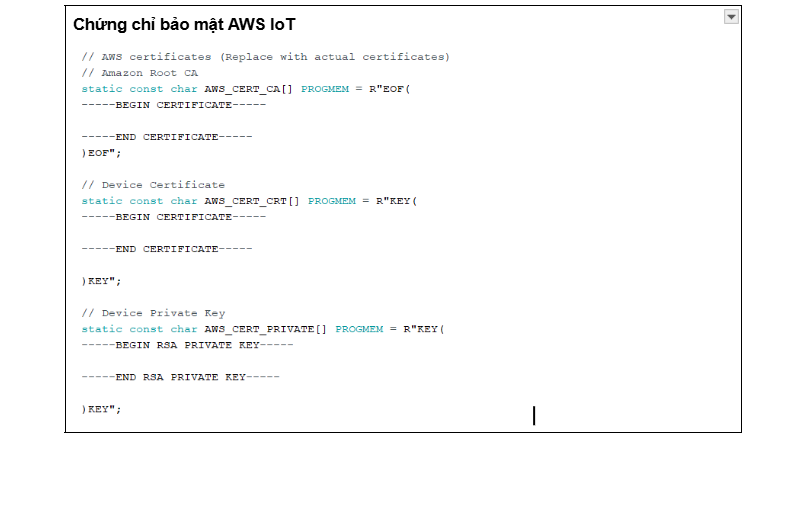 Chứng chỉ bảo mật AWS IoT
// AWS certificates (Replace with actual certificates)
// Amazon Root CA
static const char AWS_CERT_CA[] PROGMEM = R"EOF(
-----BEGIN CERTIFICATE-----
-----END CERTIFICATE-----
)EOF";
// Device Certificate
static const char AWS_CERT_CRT[] PROGMEM = R"KEY(
-----BEGIN CERTIFICATE-----
-----END CERTIFICATE-----
)KEY";
// Device Private Key
static const char AWS_CERT_PRIVATE[] PROGMEM = R"KEY(
-----BEGIN RSA PRIVATE KEY-----
-----END RSA PRIVATE KEY-----
)KEY";